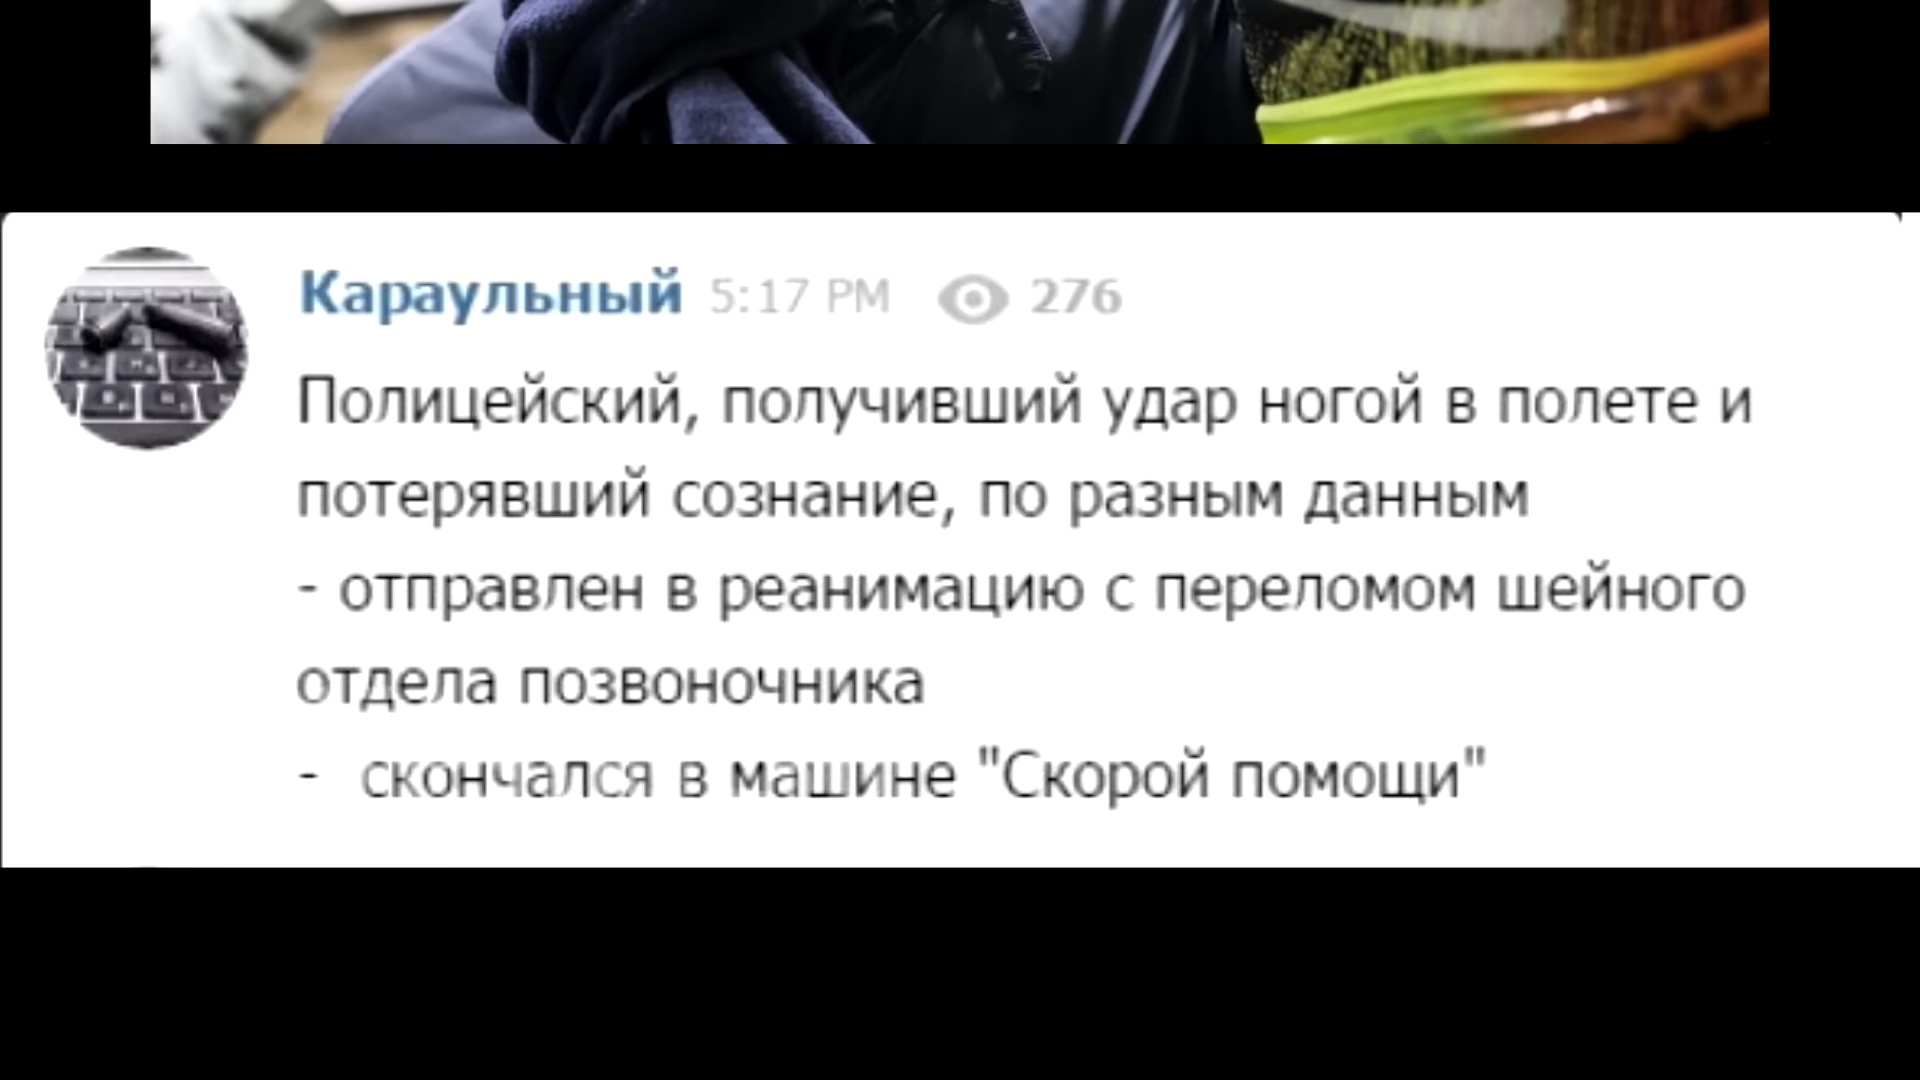 Караульный 5:17 PM 276
Полицейский, получивший удар ногой в полете и
потерявший сознание, по разным данным
- отправлен в реанимацию с переломом шейного
отдела позвоночника
- скончался в машине "Скорой помощи"